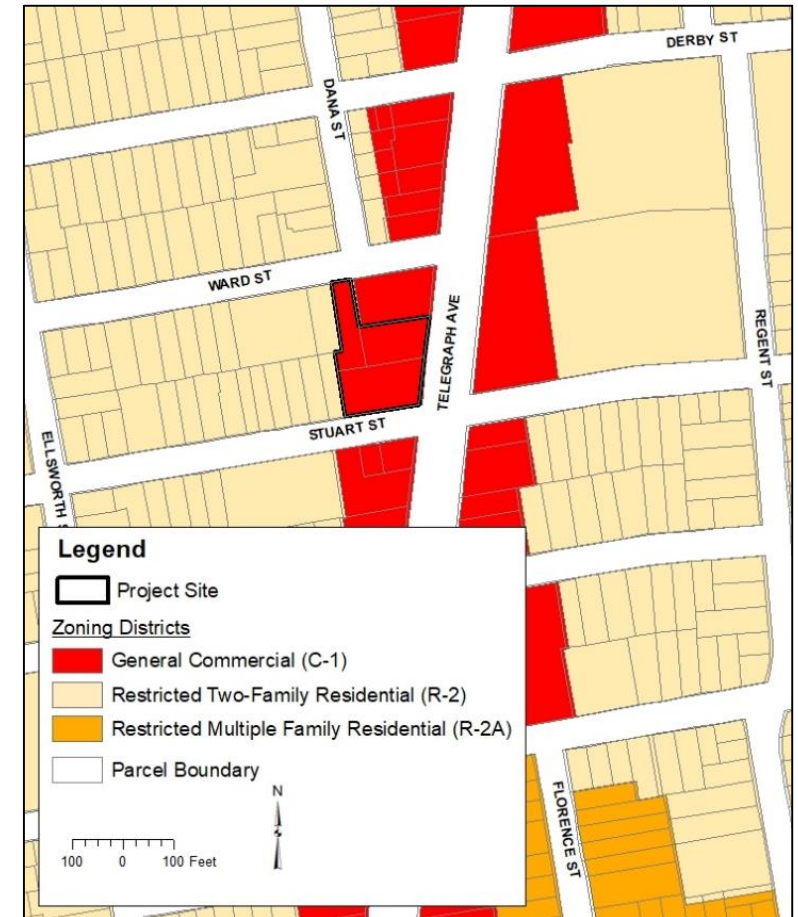 DERBY ST
DANA ST
WARD ST
TELEGRAPH AVE
REGENT ST
STUART ST
ELLSWORTH S
Legend
Project Site
Zoning Districts
General Commercial (C-1)
Restricted Two-Family Residential (R-2)
Restricted Multiple Family Residential (R-2A)
Parcel Boundary
N
100 0 100 Feet
FLORENCE ST